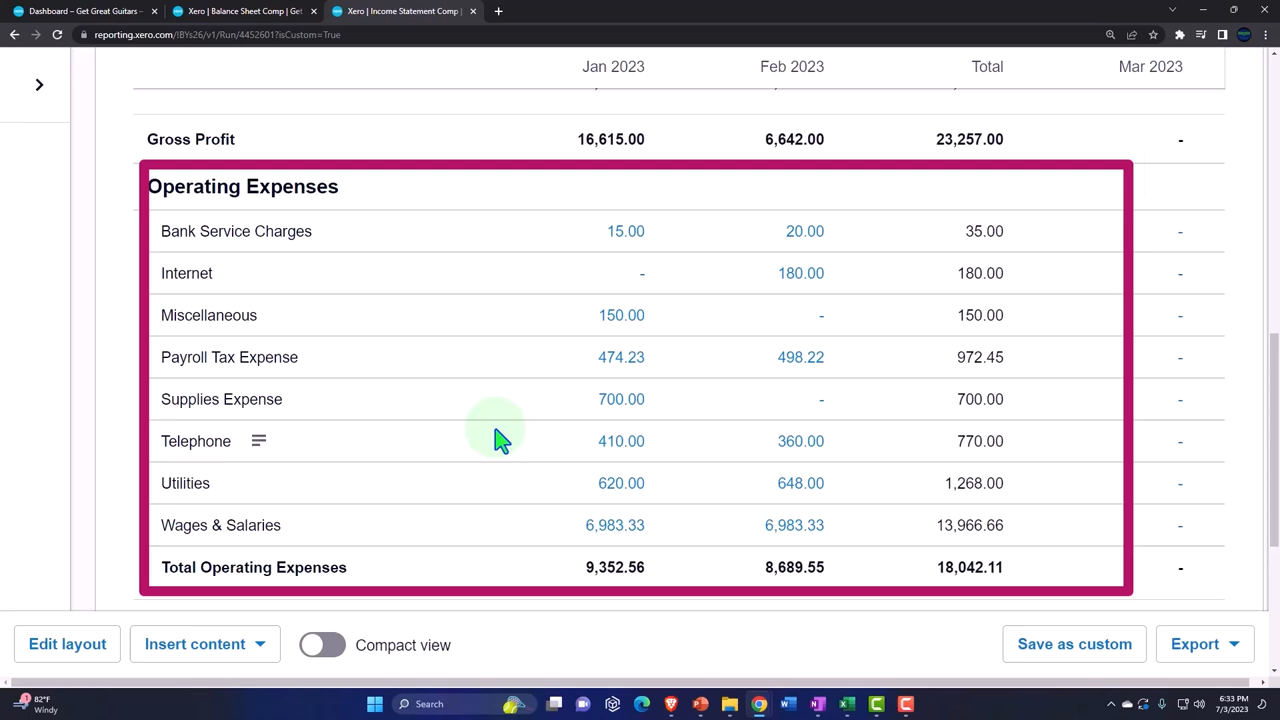 Dashboard – Great Guitars –
Xero | Balance Sheet Comp | Get
Xero | Income Statement Comp |
reporting.xero.com/!BYs26/v1/Run/4452601?isCustom=True
Jan 2023 Feb 2023 Total Mar 2023
Gross Profit 16,615.00 6,642.00 23,257.00 -
Operating Expenses
Bank Service Charges 15.00 20.00 35.00 -
Internet - 180.00 180.00 -
Miscellaneous 150.00 - 150.00 -
Payroll Tax Expense 474.23 498.22 972.45 -
Supplies Expense 700.00 - 700.00 -
Telephone 410.00 360.00 770.00 -
Utilities 620.00 648.00 1,268.00 -
Wages & Salaries 6,983.33 6,983.33 13,966.66 -
Total Operating Expenses 9,352.56 8,689.55 18,042.11 -
Edit layout Insert content Compact view Save as custom Export
1 82°F
Windy
Search
6:33 PM
7/3/2023